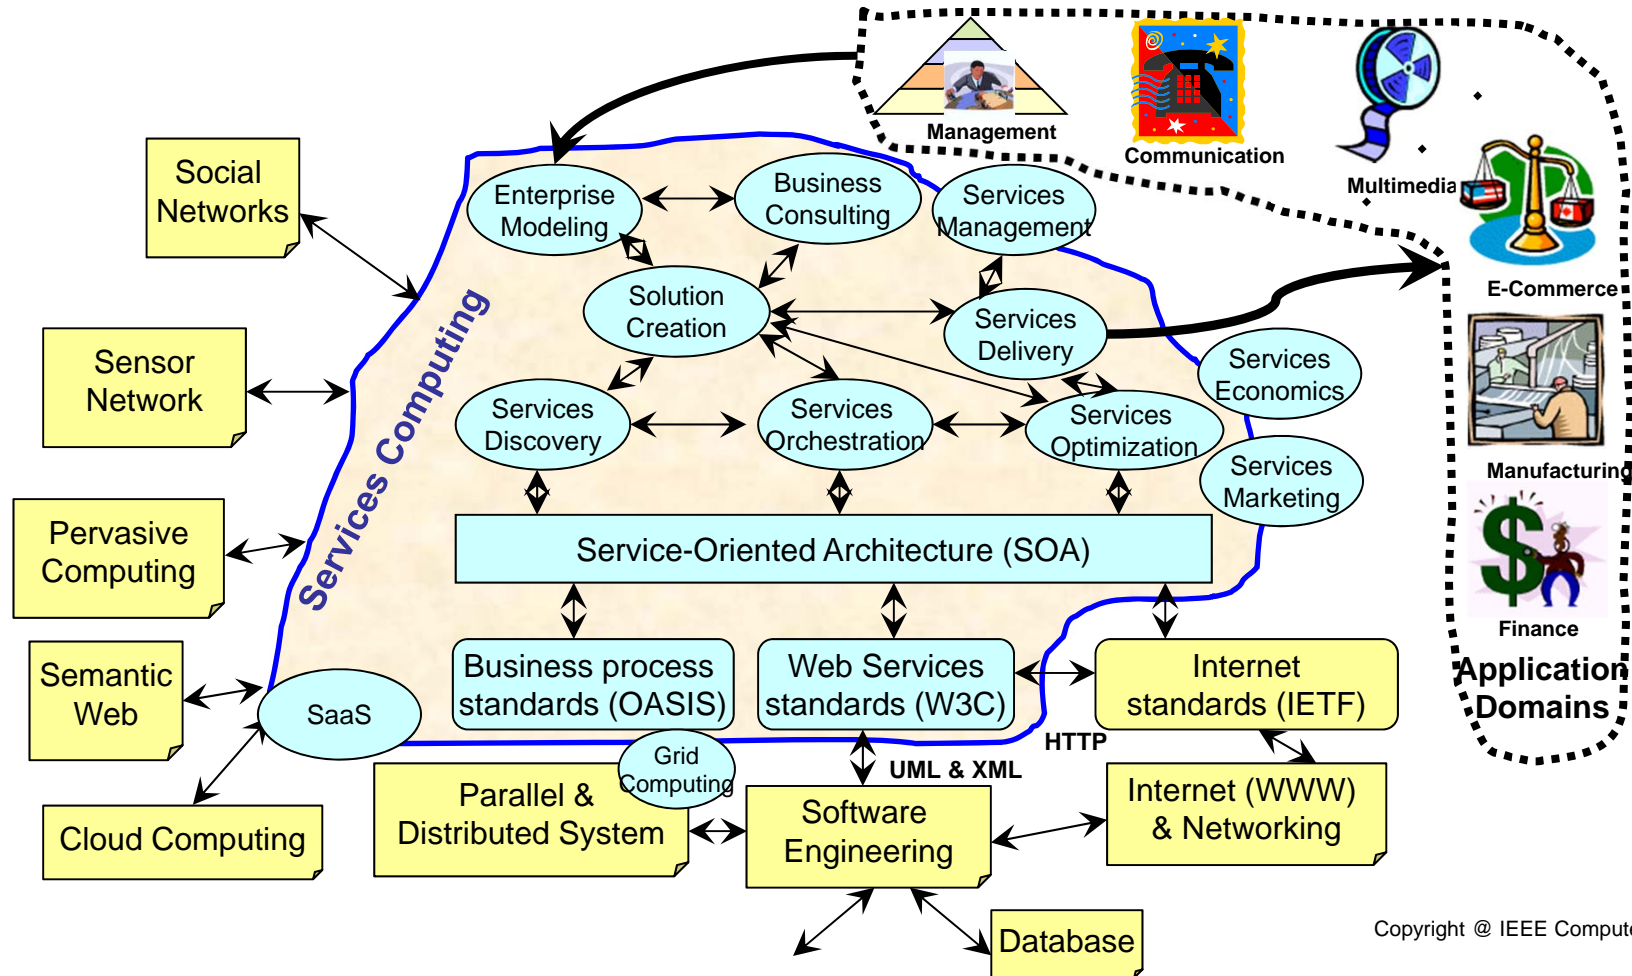 Management
Communication
Multimedia
E-Commerce
Manufacturing
Finance
Application
Domains
Social
Networks
Sensor
Network
Pervasive
Computing
Semantic
Web
Cloud Computing
Services Computing
Enterprise
Modeling
Business
Consulting
Services
Management
Solution
Creation
Services
Delivery
Services
Economics
Services
Discovery
Services
Orchestration
Services
Optimization
Services
Marketing
Service-Oriented Architecture (SOA)
Business process
standards (OASIS)
Web Services
standards (W3C)
Internet
standards (IETF)
SaaS
Grid
Computing
HTTP
UML & XML
Parallel &
Distributed System
Software
Engineering
Internet (WWW)
& Networking
Database
Copyright @ IEEE Compute